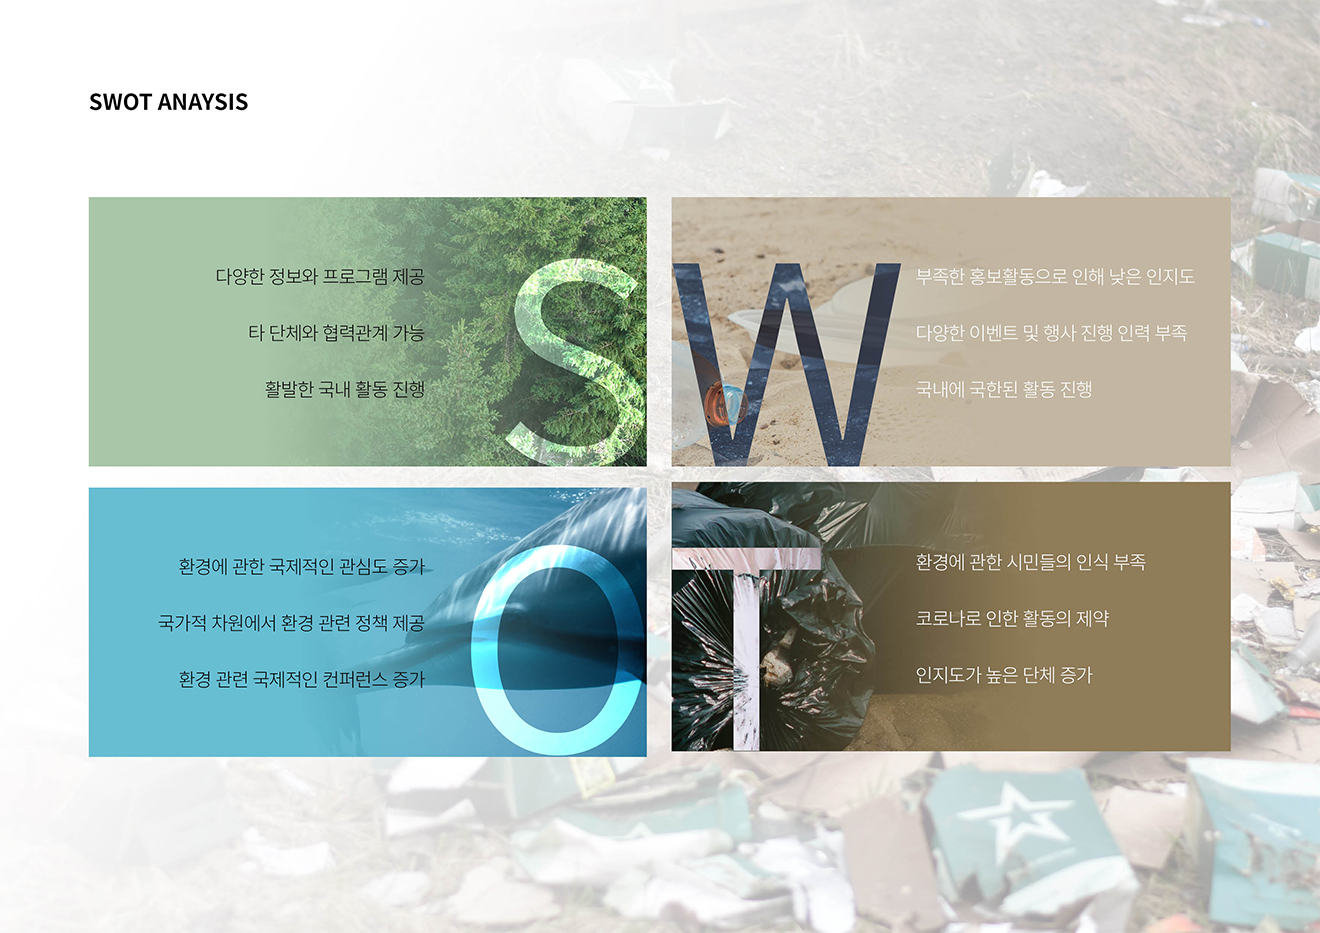 SWOT ANAYSIS
다양한 정보와 프로그램 제공
타 단체와 협력관계 가능
활발한 국내 활동 진행
S
W
부족한 홍보활동으로 인해 낮은 인지도
다양한 이벤트 및 행사 진행 인력 부족
국내에 국한된 활동 진행
환경에 관한 국제적인 관심도 증가
국가적 차원에서 환경 관련 정책 제공
환경 관련 국제적인 컨퍼런스 증가
O
T
환경에 관한 시민들의 인식 부족
코로나로 인한 활동의 제약
인지도가 높은 단체 증가